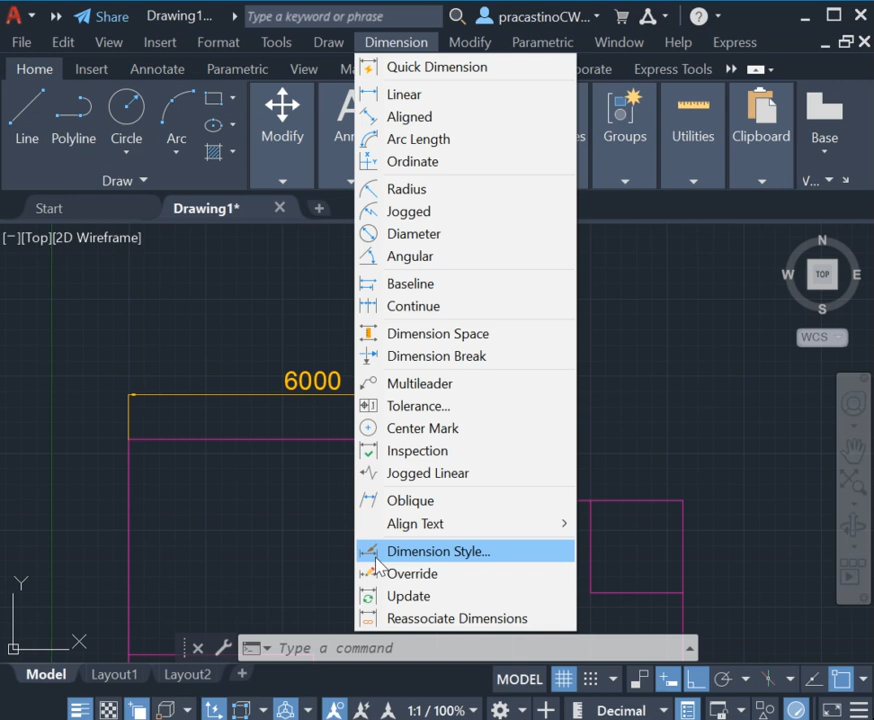 Share Drawing1... Type a keyword or phrase pracastinoCW...
File Edit View Insert Format Tools Draw Dimension Modify Parametric Window Help Express
Home Insert Annotate Parametric View orate Express Tools
Line Polyline Circle Arc Modify Groups Utilities Clipboard Base
Draw V...
Start Drawing1*
[−][Top][2D Wireframe]
Quick Dimension
Linear
Aligned
Arc Length
Ordinate
Radius
Jogged
Diameter
Angular
Baseline
Continue
Dimension Space
Dimension Break
Multileader
Tolerance...
Center Mark
Inspection
Jogged Linear
Oblique
Align Text
Dimension Style...
Override
Update
Reassociate Dimensions
N
W TOP E
S
WCS
6000
Y
X
Type a command
Model Layout1 Layout2 MODEL
1:1 / 100% Decimal